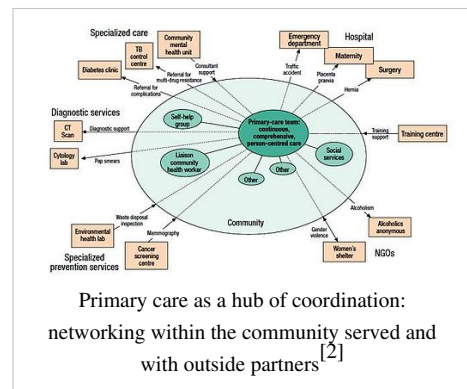 Specialized care
Community
mental
health unit
TB
control
centre
Diabetes clinic
Consultant
support
Referral for
multi-drug resistance
Referral for
complications
Emergency
department
Hospital
Maternity
Surgery
Traffic
accident
Placenta
praevia
Hernia
Diagnostic services
CT
Scan
Diagnostic support
Cytology
lab
Pap smears
Self-help
group
Primary-care team:
continuous,
comprehensive,
person-centred care
Training
support
Training centre
Liaison
community
health worker
Social
services
Other
Other
Community
Waste disposal
inspection
Mammography
Environmental
health lab
Specialized
prevention services
Cancer
screening
centre
Gender
violence
Alcoholism
Women's
shelter
Alcoholics
anonymous
NGOs
Primary care as a hub of coordination:
networking within the community served and
with outside partners[2]